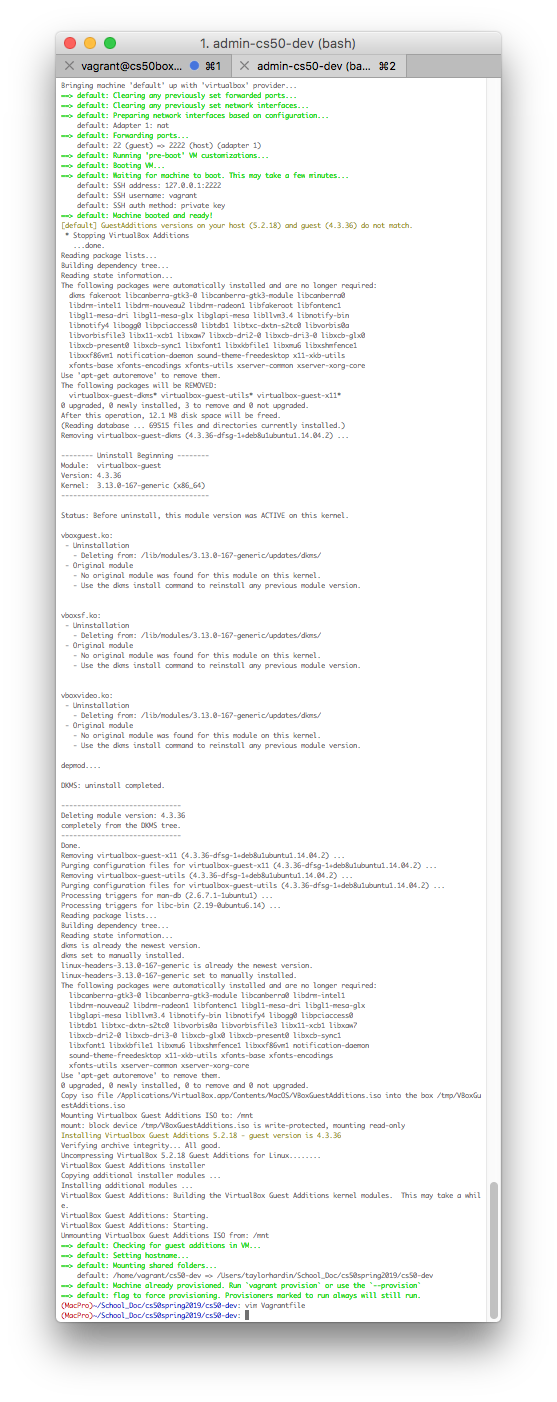 1. admin-cs50-dev (bash)
vagrant@cs50box... ⌘1
admin-cs50-dev (ba... ⌘2
Bringing machine 'default' up with 'virtualbox' provider...
==> default: Clearing any previously set forwarded ports...
==> default: Clearing any previously set network interfaces...
==> default: Preparing network interfaces based on configuration...
default: Adapter 1: nat
==> default: Forwarding ports...
default: 22 (guest) => 2222 (host) (adapter 1)
==> default: Running 'pre-boot' VM customizations...
==> default: Booting VM...
==> default: Waiting for machine to boot. This may take a few minutes...
default: SSH address: 127.0.0.1:2222
default: SSH username: vagrant
default: SSH auth method: private key
==> default: Machine booted and ready!
[default] GuestAdditions versions on your host (5.2.18) and guest (4.3.36) do not match.
* Stopping VirtualBox Additions
...done.
Reading package lists...
Building dependency tree...
Reading state information...
The following packages were automatically installed and are no longer required:
dkms fakeroot libcanberra-gtk3-0 libcanberra-gtk3-module libcanberra0
libdrm-intel1 libdrm-nouveau2 libdrm-radeon1 libfakeroot libfontenc1
libgl1-mesa-dri libgl1-mesa-glx libglapi-mesa libllvm3.4 libnotify-bin
libnotify4 libogg0 libpciaccess0 libtdb1 libtxc-dxtn-s2tc0 libvorbis0a
libvorbisfile3 libx11-xcb1 libxaw7 libxcb-dri2-0 libxcb-dri3-0 libxcb-glx0
libxcb-present0 libxcb-sync1 libxfont1 libxkbfile1 libxmu6 libxshmfence1
libxxf86vm1 notification-daemon sound-theme-freedesktop x11-xkb-utils
xfonts-base xfonts-encodings xfonts-utils xserver-common xserver-xorg-core
Use 'apt-get autoremove' to remove them.
The following packages will be REMOVED:
virtualbox-guest-dkms* virtualbox-guest-utils* virtualbox-guest-x11*
0 upgraded, 0 newly installed, 3 to remove and 0 not upgraded.
After this operation, 12.1 MB disk space will be freed.
(Reading database ... 69515 files and directories currently installed.)
Removing virtualbox-guest-dkms (4.3.36-dfsg-1+deb8u1ubuntu1.14.04.2) ...
-------- Uninstall Beginning --------
Module:  virtualbox-guest
Version: 4.3.36
Kernel:  3.13.0-167-generic (x86_64)
-------------------------------------
Status: Before uninstall, this module version was ACTIVE on this kernel.
vboxguest.ko:
- Uninstallation
- Deleting from: /lib/modules/3.13.0-167-generic/updates/dkms/
- Original module
- No original module was found for this module on this kernel.
- Use the dkms install command to reinstall any previous module version.
vboxsf.ko:
- Uninstallation
- Deleting from: /lib/modules/3.13.0-167-generic/updates/dkms/
- Original module
- No original module was found for this module on this kernel.
- Use the dkms install command to reinstall any previous module version.
vboxvideo.ko:
- Uninstallation
- Deleting from: /lib/modules/3.13.0-167-generic/updates/dkms/
- Original module
- No original module was found for this module on this kernel.
- Use the dkms install command to reinstall any previous module version.
depmod....
DKMS: uninstall completed.
------------------------------
Deleting module version: 4.3.36
completely from the DKMS tree.
------------------------------
Done.
Removing virtualbox-guest-x11 (4.3.36-dfsg-1+deb8u1ubuntu1.14.04.2) ...
Purging configuration files for virtualbox-guest-x11 (4.3.36-dfsg-1+deb8u1ubuntu1.14.04.2) ...
Removing virtualbox-guest-utils (4.3.36-dfsg-1+deb8u1ubuntu1.14.04.2) ...
Purging configuration files for virtualbox-guest-utils (4.3.36-dfsg-1+deb8u1ubuntu1.14.04.2) ...
Processing triggers for man-db (2.6.7.1-1ubuntu1) ...
Processing triggers for libc-bin (2.19-0ubuntu6.14) ...
Reading package lists...
Building dependency tree...
Reading state information...
dkms is already the newest version.
dkms set to manually installed.
linux-headers-3.13.0-167-generic is already the newest version.
linux-headers-3.13.0-167-generic set to manually installed.
The following packages were automatically installed and are no longer required:
libcanberra-gtk3-0 libcanberra-gtk3-module libcanberra0 libdrm-intel1
libdrm-nouveau2 libdrm-radeon1 libfontenc1 libgl1-mesa-dri libgl1-mesa-glx
libglapi-mesa libllvm3.4 libnotify-bin libnotify4 libogg0 libpciaccess0
libtdb1 libtxc-dxtn-s2tc0 libvorbis0a libvorbisfile3 libx11-xcb1 libxaw7
libxcb-dri2-0 libxcb-dri3-0 libxcb-glx0 libxcb-present0 libxcb-sync1
libxfont1 libxkbfile1 libxmu6 libxshmfence1 libxxf86vm1 notification-daemon
sound-theme-freedesktop x11-xkb-utils xfonts-base xfonts-encodings
xfonts-utils xserver-common xserver-xorg-core
Use 'apt-get autoremove' to remove them.
0 upgraded, 0 newly installed, 0 to remove and 0 not upgraded.
Copy iso file /Applications/VirtualBox.app/Contents/MacOS/VBoxGuestAdditions.iso into the box /tmp/VBoxGu
estAdditions.iso
Mounting Virtualbox Guest Additions ISO to: /mnt
mount: block device /tmp/VBoxGuestAdditions.iso is write-protected, mounting read-only
Installing Virtualbox Guest Additions 5.2.18 - guest version is 4.3.36
Verifying archive integrity... All good.
Uncompressing VirtualBox 5.2.18 Guest Additions for Linux........
VirtualBox Guest Additions installer
Copying additional installer modules ...
Installing additional modules ...
VirtualBox Guest Additions: Building the VirtualBox Guest Additions kernel modules.  This may take a whil
e.
VirtualBox Guest Additions: Starting.
VirtualBox Guest Additions: Starting.
Unmounting Virtualbox Guest Additions ISO from: /mnt
==> default: Checking for guest additions in VM...
==> default: Setting hostname...
==> default: Mounting shared folders...
default: /home/vagrant/cs50-dev => /Users/taylorhardin/School_Doc/cs50spring2019/cs50-dev
==> default: Machine already provisioned. Run `vagrant provision` or use the `--provision`
==> default: flag to force provisioning. Provisioners marked to run always will still run.
(MacPro)~/School_Doc/cs50spring2019/cs50-dev: vim Vagrantfile
(MacPro)~/School_Doc/cs50spring2019/cs50-dev: